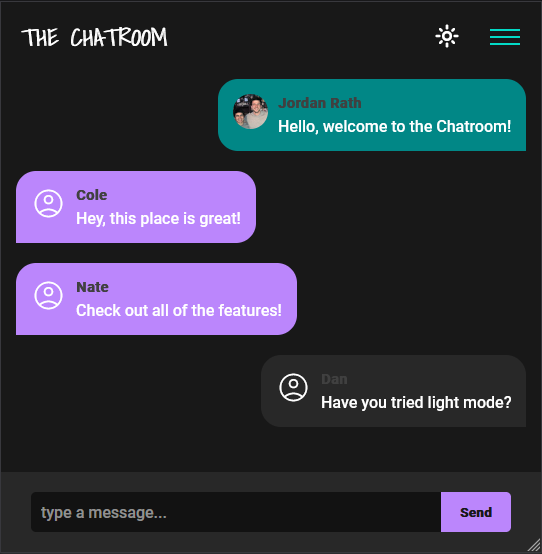 THE CHATROOM
Jordan Rath
Hello, welcome to the Chatroom!
Cole
Hey, this place is great!
Nate
Check out all of the features!
Dan
Have you tried light mode?
type a message...
Send